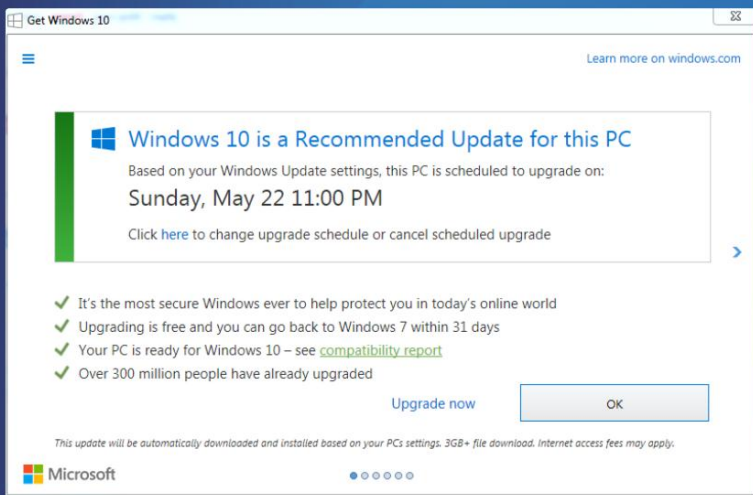 Get Windows 10
Learn more on windows.com
Windows 10 is a Recommended Update for this PC
Based on your Windows Update settings, this PC is scheduled to upgrade on:
Sunday, May 22 11:00 PM
Click here to change upgrade schedule or cancel scheduled upgrade
It's the most secure Windows ever to help protect you in today's online world
Upgrading is free and you can go back to Windows 7 within 31 days
Your PC is ready for Windows 10 – see compatibility report
Over 300 million people have already upgraded
Upgrade now OK
This update will be automatically downloaded and installed based on your PCs settings. 3GB+ file download. Internet access fees may apply.
Microsoft